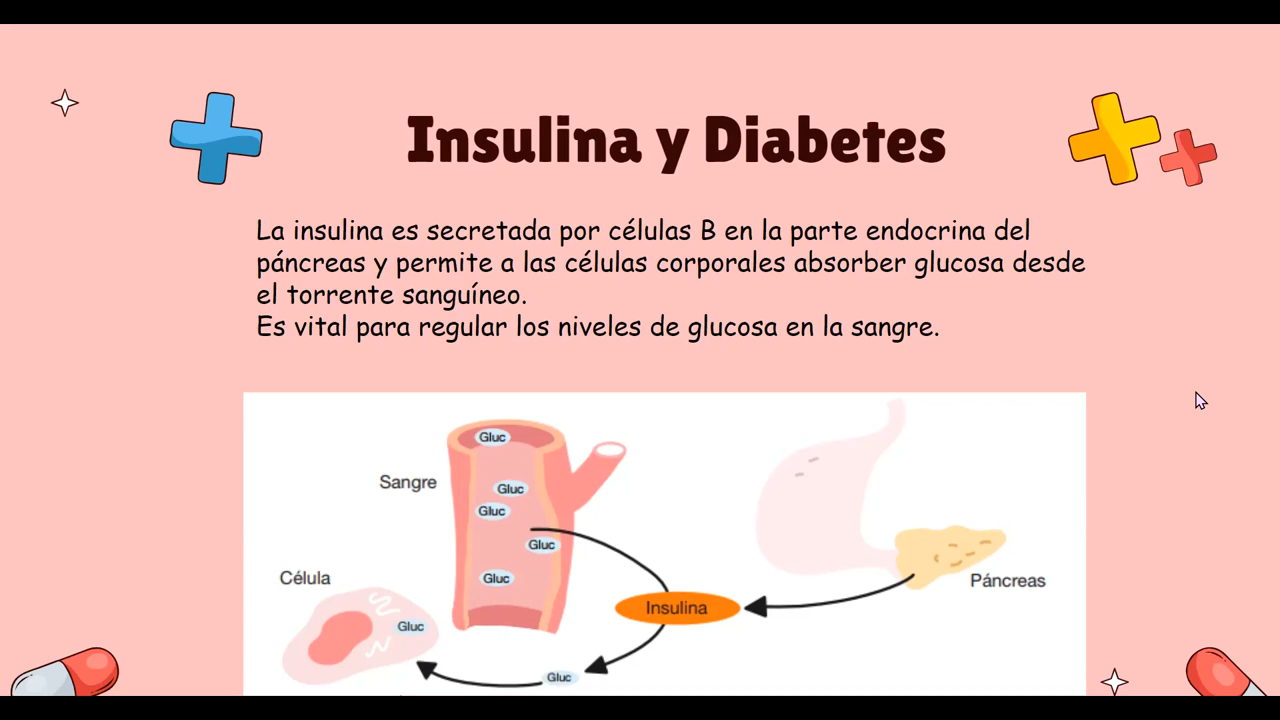 Insulina y Diabetes
La insulina es secretada por células B en la parte endocrina del
páncreas y permite a las células corporales absorber glucosa desde
el torrente sanguíneo.
Es vital para regular los niveles de glucosa en la sangre.
Gluc
Sangre
Gluc
Gluc
Gluc
Célula
Gluc
Páncreas
Insulina
Gluc
Gluc